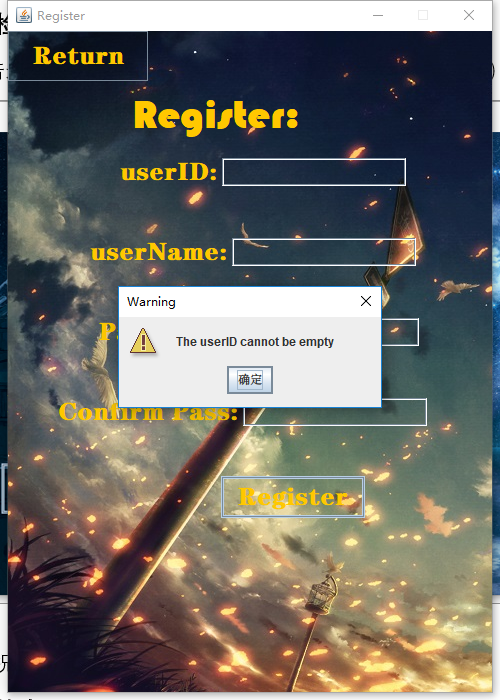 Register
Return
Register:
userID:
userName:
Warning
The userID cannot be empty
确定
Confirm Pass:
Register